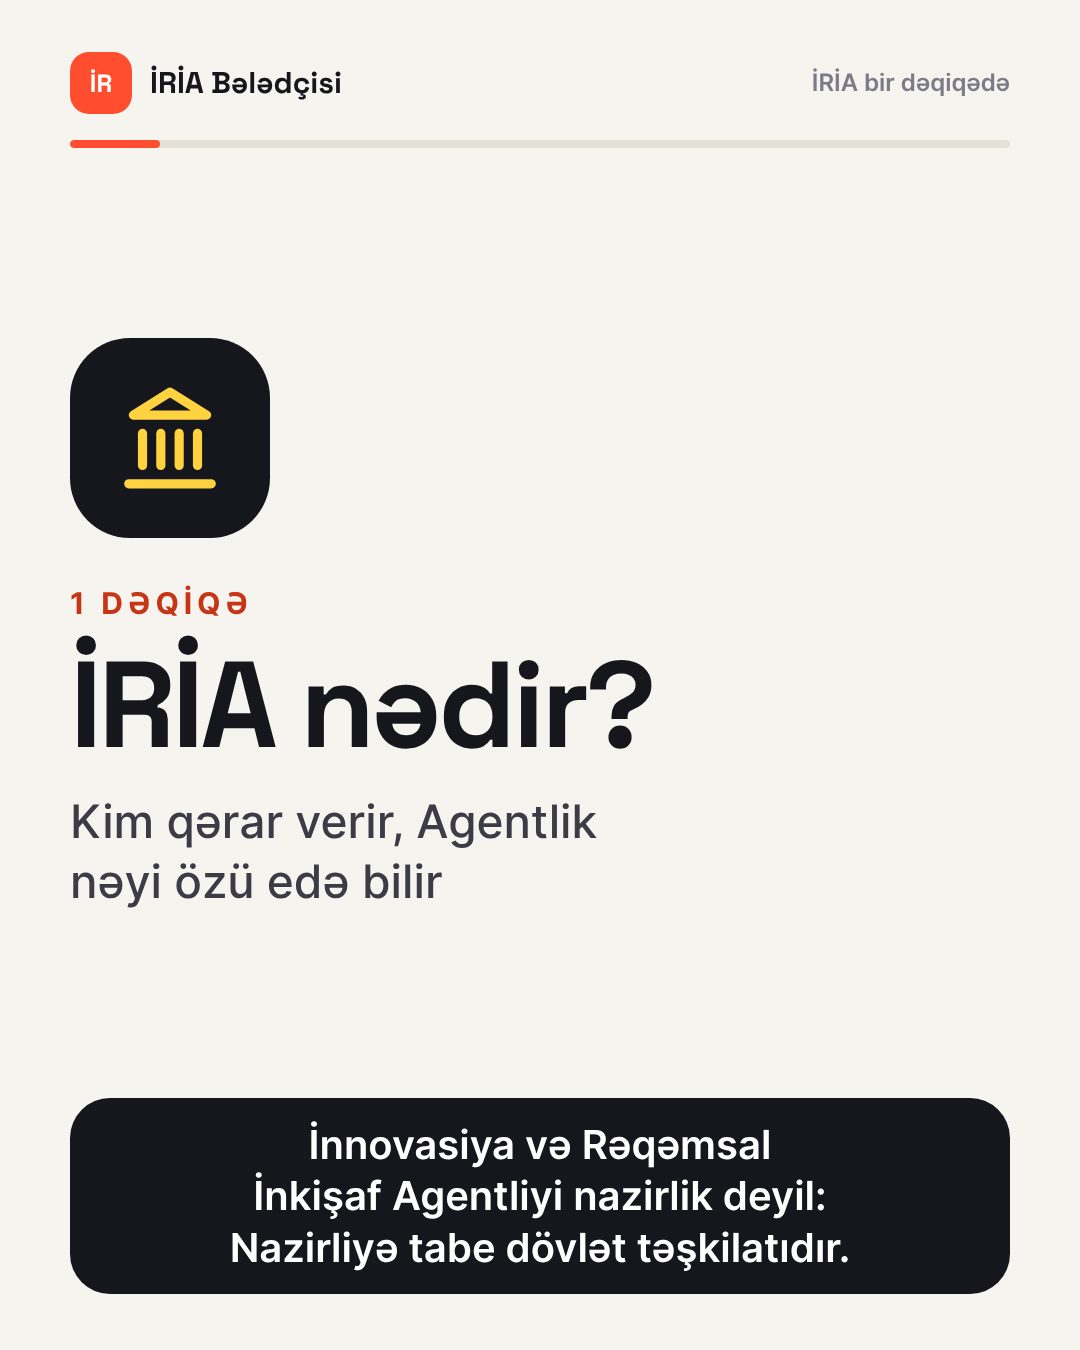 İR
İRİA Bələdçisi
İRİA bir dəqiqədə
1 DƏQİQƏ
İRİA nədir?
Kim qərar verir, Agentlik
nəyi özü edə bilir
İnnovasiya və Rəqəmsal
İnkişaf Agentliyi nazirlik deyil:
Nazirliyə tabe dövlət təşkilatıdır.